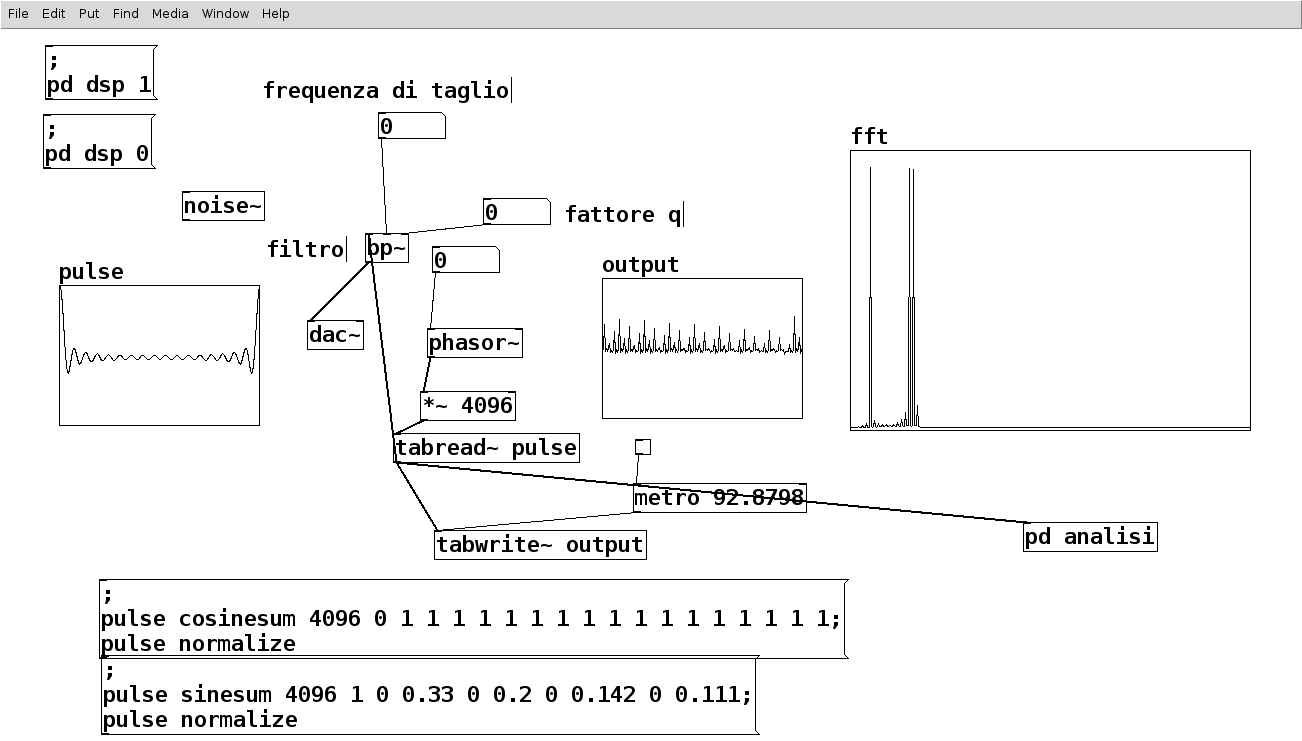 File Edit Put Find Media Window Help
;
pd dsp 1
frequenza di taglio
0
;
pd dsp 0
fft
noise~
0
fattore q
filtro
bp~
0
pulse
output
dac~
phasor~
*~ 4096
tabread~ pulse
metro 92.8798
pd analisi
tabwrite~ output
;
pulse cosinesum 4096 0 1 1 1 1 1 1 1 1 1 1 1 1 1 1 1 1 1;
pulse normalize
;
pulse sinesum 4096 1 0 0.33 0 0.2 0 0.142 0 0.111;
pulse normalize